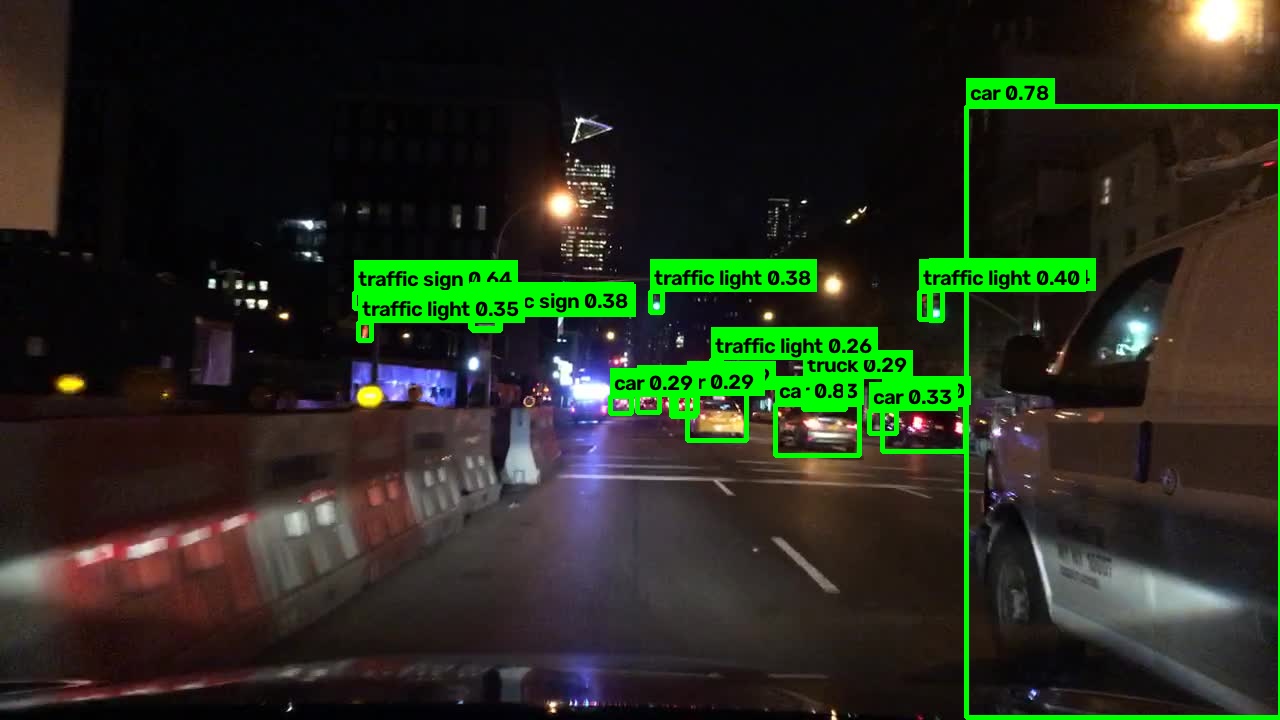 car 0.78
traffic sign 0.64
traffic light 0.38
traffic light 0.40
c sign 0.38
traffic light 0.35
traffic light 0.26
truck 0.29
car 0.29
r 0.29
car 0.83
car 0.33